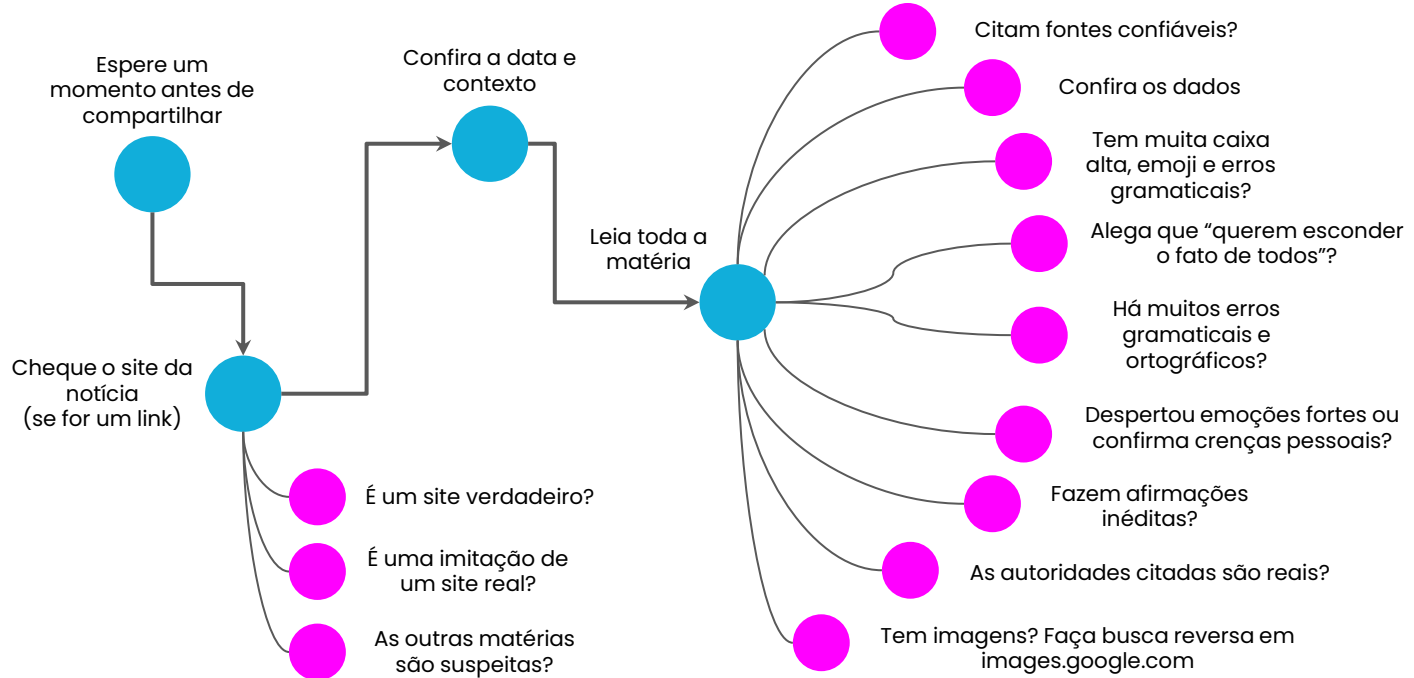 Espere um
momento antes de
compartilhar
Cheque o site da
notícia
(se for um link)
É um site verdadeiro?
É uma imitação de
um site real?
As outras matérias
são suspeitas?
Confira a data e
contexto
Leia toda a
matéria
Citam fontes confiáveis?
Confira os dados
Tem muita caixa
alta, emoji e erros
gramaticais?
Alega que “querem esconder
o fato de todos”?
Há muitos erros
gramaticais e
ortográficos?
Despertou emoções fortes ou
confirma crenças pessoais?
Fazem afirmações
inéditas?
As autoridades citadas são reais?
Tem imagens? Faça busca reversa em
images.google.com